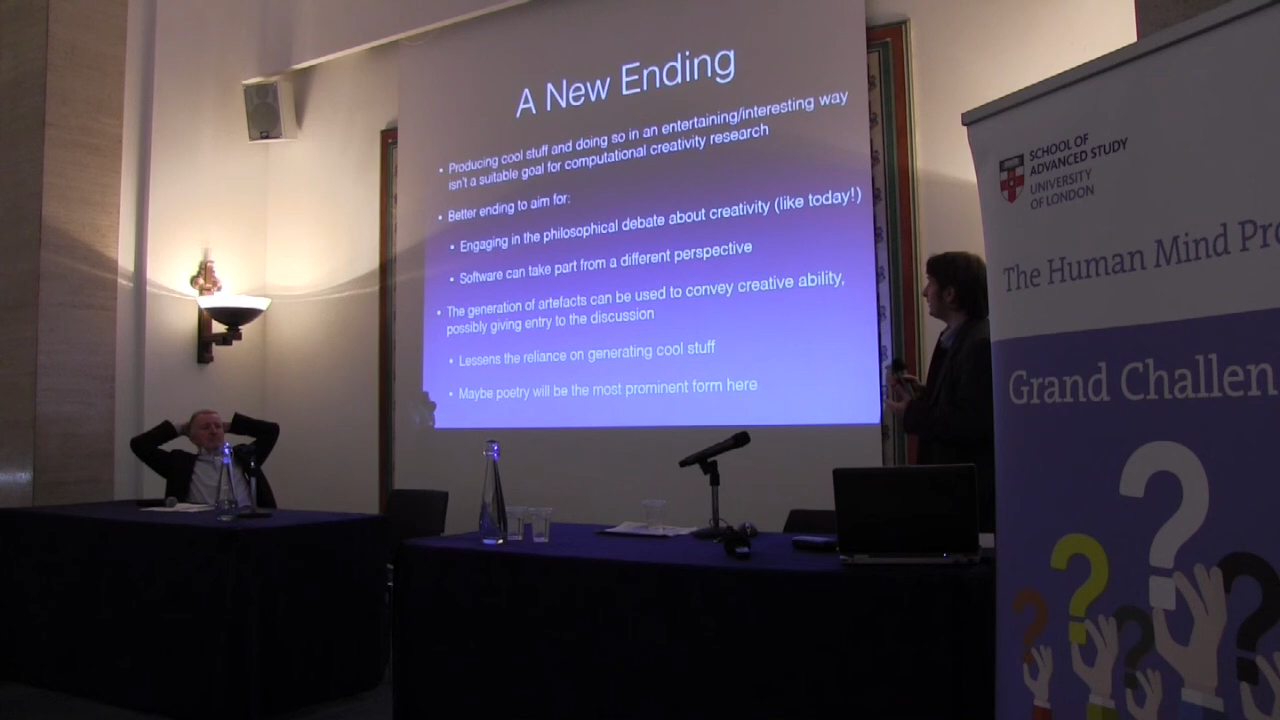 A New Ending
• Producing cool stuff and doing so in an entertaining/interesting way
isn't a suitable goal for computational creativity research
• Better ending to aim for:
• Engaging in the philosophical debate about creativity (like today!)
• Software can take part from a different perspective
• The generation of artefacts can be used to convey creative ability,
possibly giving entry to the discussion
• Lessens the reliance on generating cool stuff
• Maybe poetry will be the most prominent form here
SCHOOL OF
ADVANCED STUDY
UNIVERSITY
OF LONDON
The Human Mind Pro
Grand Challen
? ? ? ? ? ?